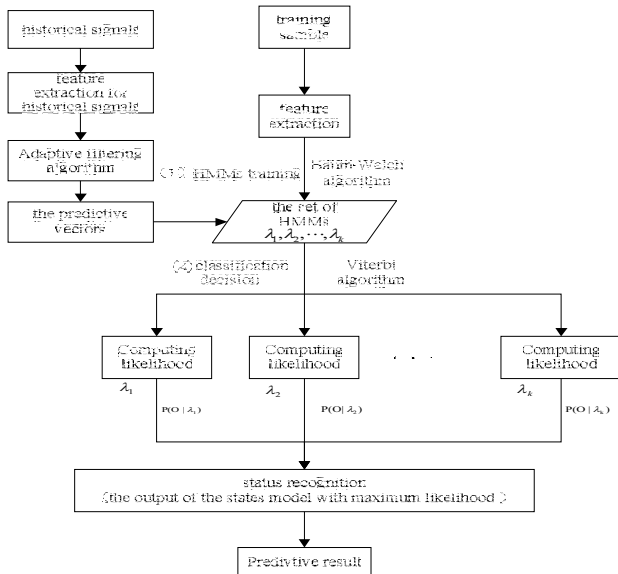 historical signals
training
sample
feature
extraction for
historical signals
feature
extraction
Adaptive filtering
algorithm
(1) HMMs training
Baum-Welch
algorithm
the predictive
vectors
the set of
HMMs
λ₁, λ₂, ⋯, λₖ
(2) classification
decision
Viterbi
algorithm
Computing
likelihood
λ₁
Computing
likelihood
λ₂
. . .
Computing
likelihood
λₖ
P(O | λ₁)
P(O | λ₂)
P(O | λₖ)
status recognition
(the output of the states model with maximum likelihood )
Predivtive result